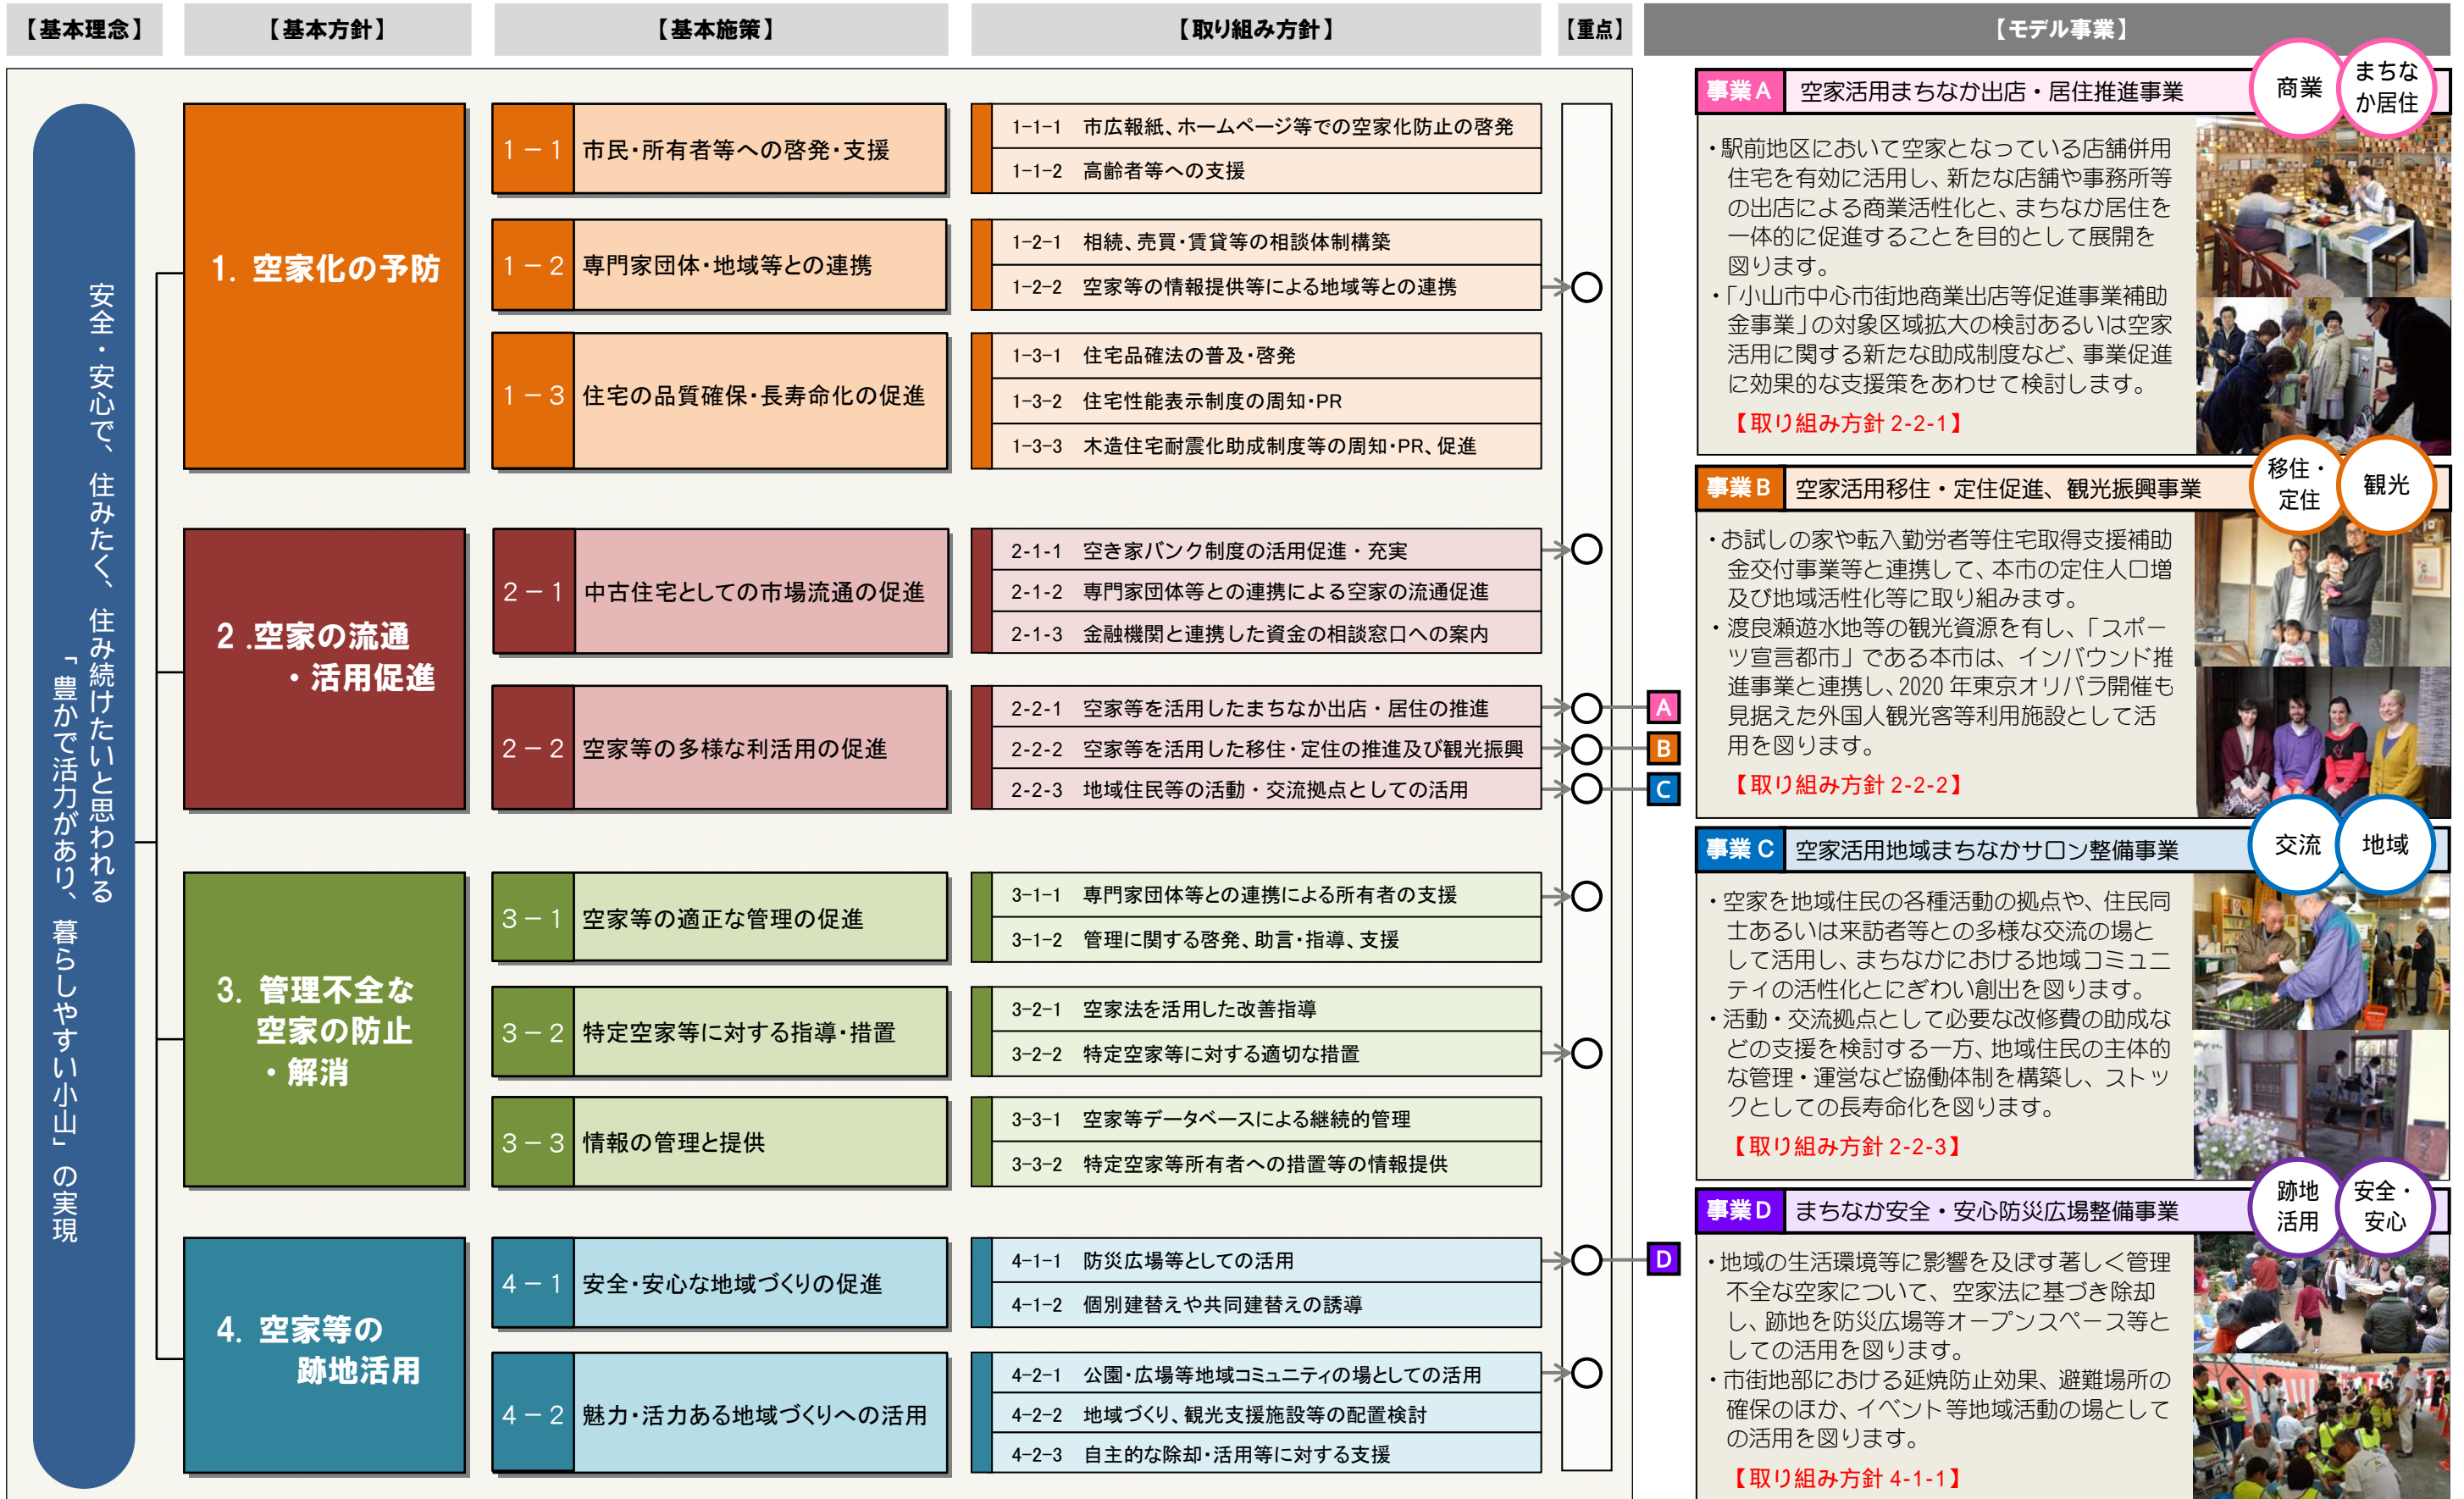 【基本理念】
【基本方針】
【基本施策】
【取り組み方針】
【重点】
【モデル事業】
安全・安心で、住みたく、住み続けたいと思われる
「豊かで活力があり、暮らしやすい小山」の実現
1. 空家化の予防
1－1 市民・所有者等への啓発・支援
1-1-1 市広報紙、ホームページ等での空家化防止の啓発
1-1-2 高齢者等への支援
1－2 専門家団体・地域等との連携
1-2-1 相続、売買・賃貸等の相談体制構築
1-2-2 空家等の情報提供等による地域等との連携
1－3 住宅の品質確保・長寿命化の促進
1-3-1 住宅品確法の普及・啓発
1-3-2 住宅性能表示制度の周知・PR
1-3-3 木造住宅耐震化助成制度等の周知・PR、促進
2 .空家の流通
・活用促進
2－1 中古住宅としての市場流通の促進
2-1-1 空き家バンク制度の活用促進・充実
2-1-2 専門家団体等との連携による空家の流通促進
2-1-3 金融機関と連携した資金の相談窓口への案内
2－2 空家等の多様な利活用の促進
2-2-1 空家等を活用したまちなか出店・居住の推進
A
2-2-2 空家等を活用した移住・定住の推進及び観光振興
B
2-2-3 地域住民等の活動・交流拠点としての活用
C
3. 管理不全な
空家の防止
・解消
3－1 空家等の適正な管理の促進
3-1-1 専門家団体等との連携による所有者の支援
3-1-2 管理に関する啓発、助言・指導、支援
3－2 特定空家等に対する指導・措置
3-2-1 空家法を活用した改善指導
3-2-2 特定空家等に対する適切な措置
3－3 情報の管理と提供
3-3-1 空家等データベースによる継続的管理
3-3-2 特定空家等所有者への措置等の情報提供
4. 空家等の
跡地活用
4－1 安全・安心な地域づくりの促進
4-1-1 防災広場等としての活用
D
4-1-2 個別建替えや共同建替えの誘導
4－2 魅力・活力ある地域づくりへの活用
4-2-1 公園・広場等地域コミュニティの場としての活用
4-2-2 地域づくり、観光支援施設等の配置検討
4-2-3 自主的な除却・活用等に対する支援
事業A 空家活用まちなか出店・居住推進事業
商業
まちな
か居住
・駅前地区において空家となっている店舗併用
住宅を有効に活用し、新たな店舗や事務所等
の出店による商業活性化と、まちなか居住を
一体的に促進することを目的として展開を
図ります。
・「小山市中心市街地商業出店等促進事業補助
金事業」の対象区域拡大の検討あるいは空家
活用に関する新たな助成制度など、事業促進
に効果的な支援策をあわせて検討します。
【取り組み方針 2-2-1】
事業B 空家活用移住・定住促進、観光振興事業
移住・
定住
観光
・お試しの家や転入勤労者等住宅取得支援補助
金交付事業等と連携して、本市の定住人口増
及び地域活性化等に取り組みます。
・渡良瀬遊水地等の観光資源を有し、「スポー
ツ宣言都市」である本市は、インバウンド推
進事業と連携し、2020 年東京オリパラ開催も
見据えた外国人観光客等利用施設として活
用を図ります。
【取り組み方針 2-2-2】
事業C 空家活用地域まちなかサロン整備事業
交流
地域
・空家を地域住民の各種活動の拠点や、住民同
士あるいは来訪者等との多様な交流の場と
して活用し、まちなかにおける地域コミュニ
ティの活性化とにぎわい創出を図ります。
・活動・交流拠点として必要な改修費の助成な
どの支援を検討する一方、地域住民の主体的
な管理・運営など協働体制を構築し、ストッ
クとしての長寿命化を図ります。
【取り組み方針 2-2-3】
事業D まちなか安全・安心防災広場整備事業
跡地
活用
安全・
安心
・地域の生活環境等に影響を及ぼす著しく管理
不全な空家について、空家法に基づき除却
し、跡地を防災広場等オープンスペース等と
しての活用を図ります。
・市街地部における延焼防止効果、避難場所の
確保のほか、イベント等地域活動の場として
の活用を図ります。
【取り組み方針 4-1-1】